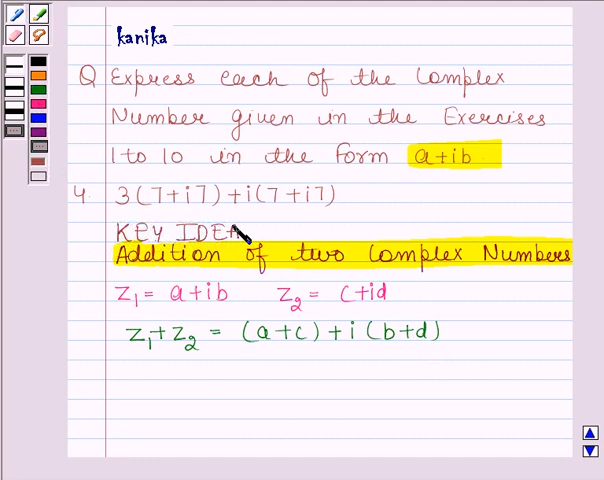 kanika
Q Express each of the Complex
Number given in the Exercises
1 to 10 in the form a+ib
4. 3(7+i7)+i(7+i7)
KEY IDEA
Addition of two Complex Numbers
z₁ = a+ib z₂ = c+id
z₁+z₂ = (a+c)+i(b+d)